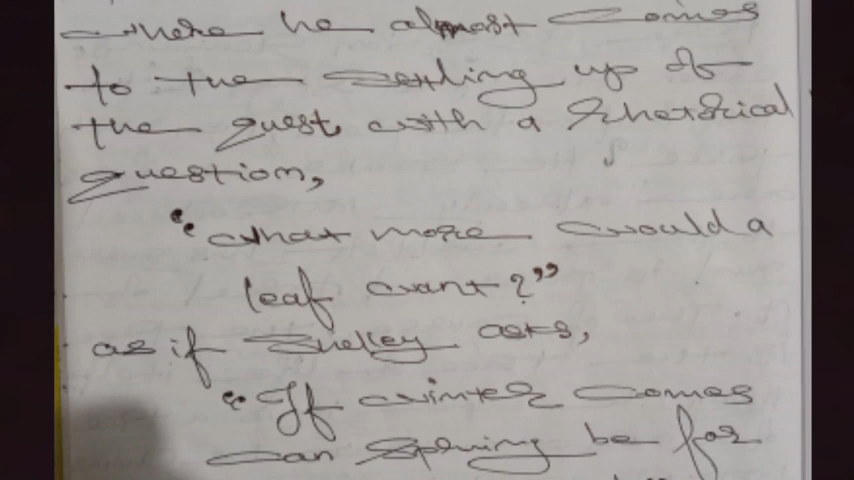 where he almost comes
to the settling up of
the quest with a rhetorical
question,
"what more would a
leaf want?"
as if Shelley asks,
"If winter comes
can spring be far